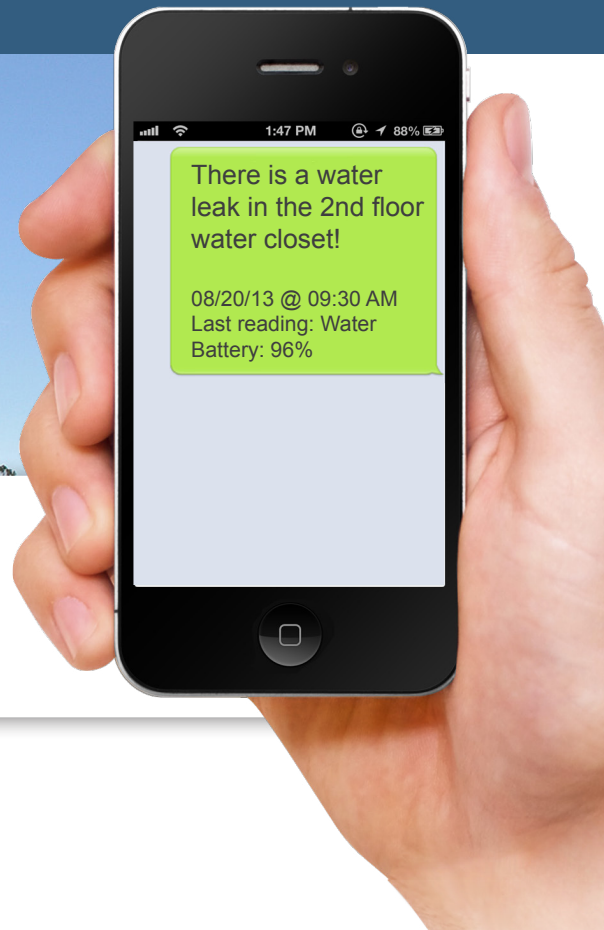 1:47 PM 88%
There is a water
leak in the 2nd floor
water closet!
08/20/13 @ 09:30 AM
Last reading: Water
Battery: 96%